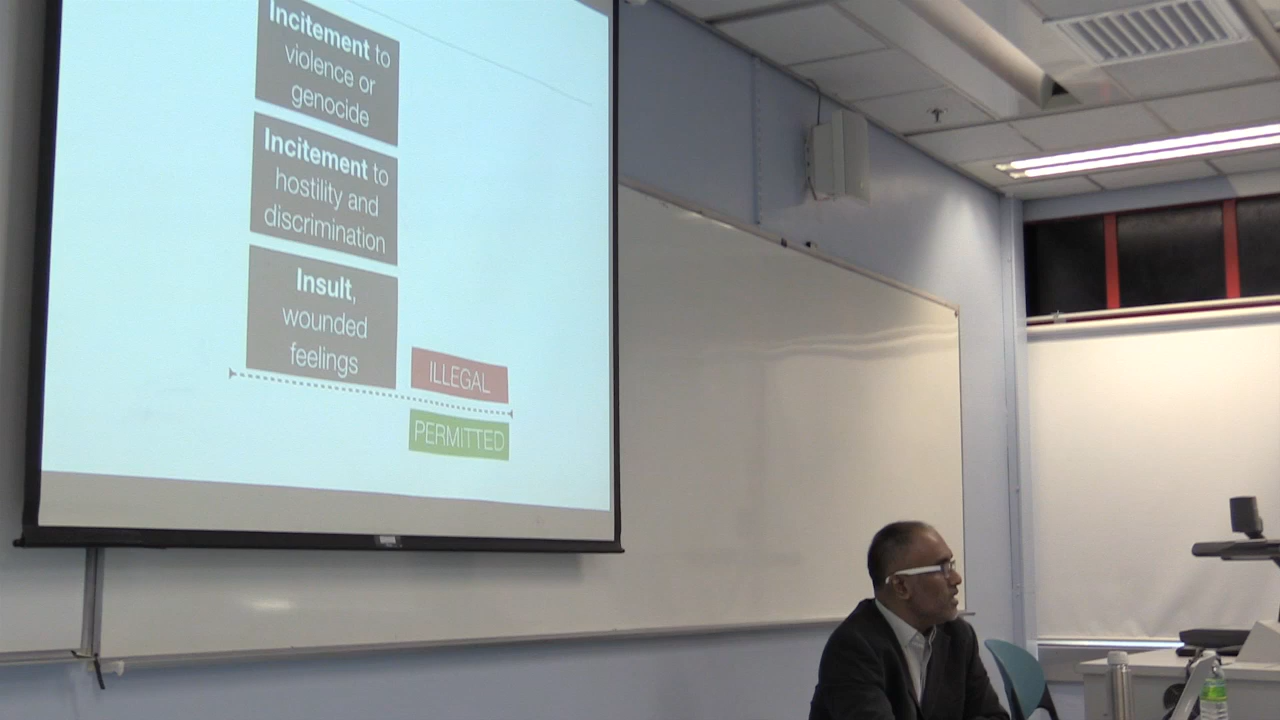 Incitement to
violence or
genocide
Incitement to
hostility and
discrimination
Insult,
wounded
feelings
ILLEGAL
PERMITTED